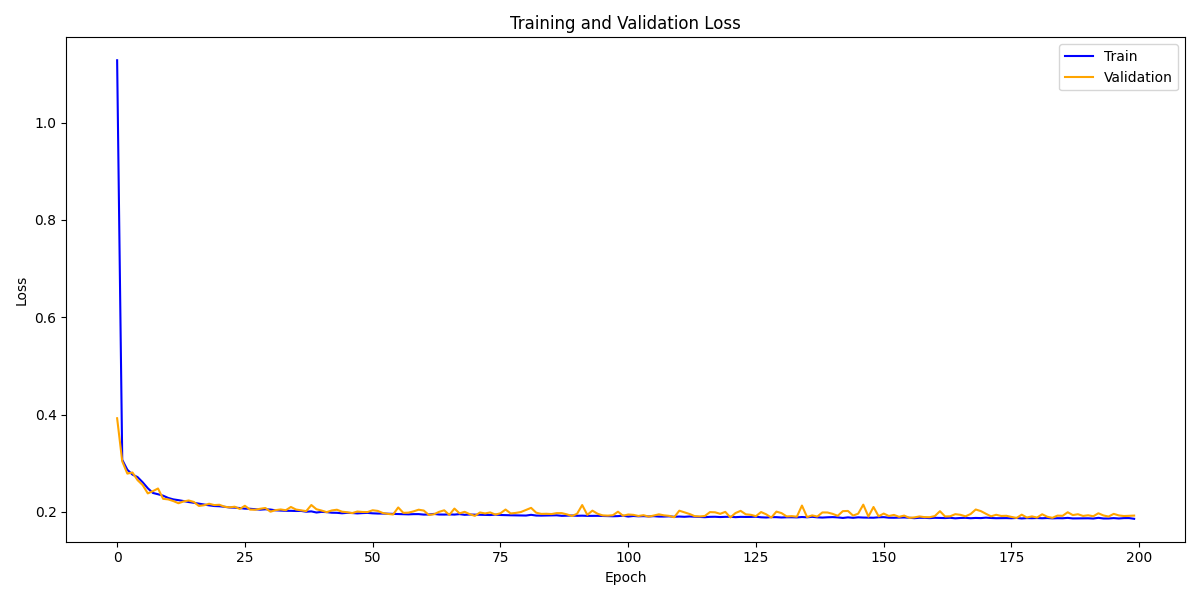 Training and Validation Loss
Train
Validation
1.0
0.8
0.6
0.4
0.2
Loss
0 25 50 75 100 125 150 175 200
Epoch